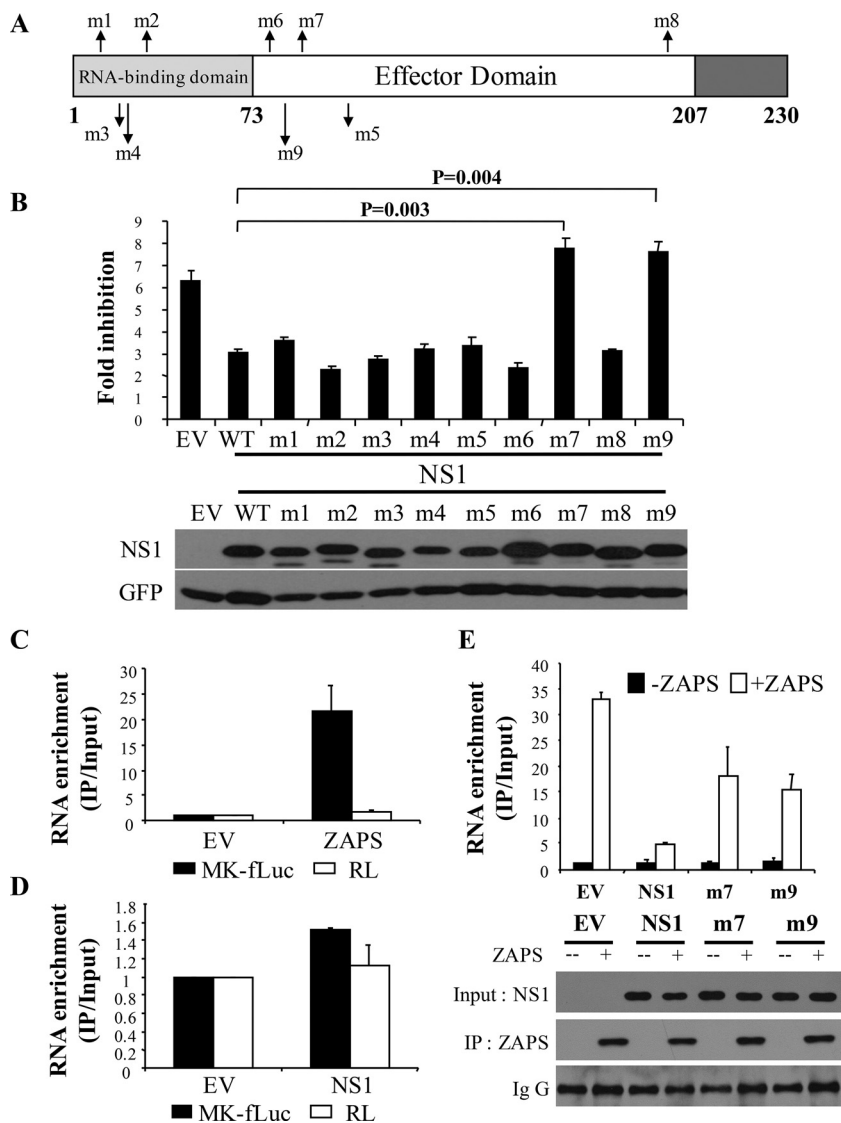 A
m1 m2 m6 m7 m8
RNA-binding domain Effector Domain
1 73 207 230
m3 m4 m9 m5
B
P=0.004
P=0.003
Fold inhibition
9
8
7
6
5
4
3
2
1
0
EV WT m1 m2 m3 m4 m5 m6 m7 m8 m9
NS1
EV WT m1 m2 m3 m4 m5 m6 m7 m8 m9
NS1
GFP
C
RNA enrichment
(IP/Input)
30
25
20
15
10
5
0
EV ZAPS
MK-fLuc RL
D
RNA enrichment
(IP/Input)
1.8
1.6
1.4
1.2
1
0.8
0.6
0.4
0.2
0
EV NS1
MK-fLuc RL
E
-ZAPS +ZAPS
RNA enrichment
(IP/Input)
40
35
30
25
20
15
10
5
0
EV NS1 m7 m9
EV NS1 m7 m9
ZAPS -- + -- + -- + -- +
Input : NS1
IP : ZAPS
Ig G